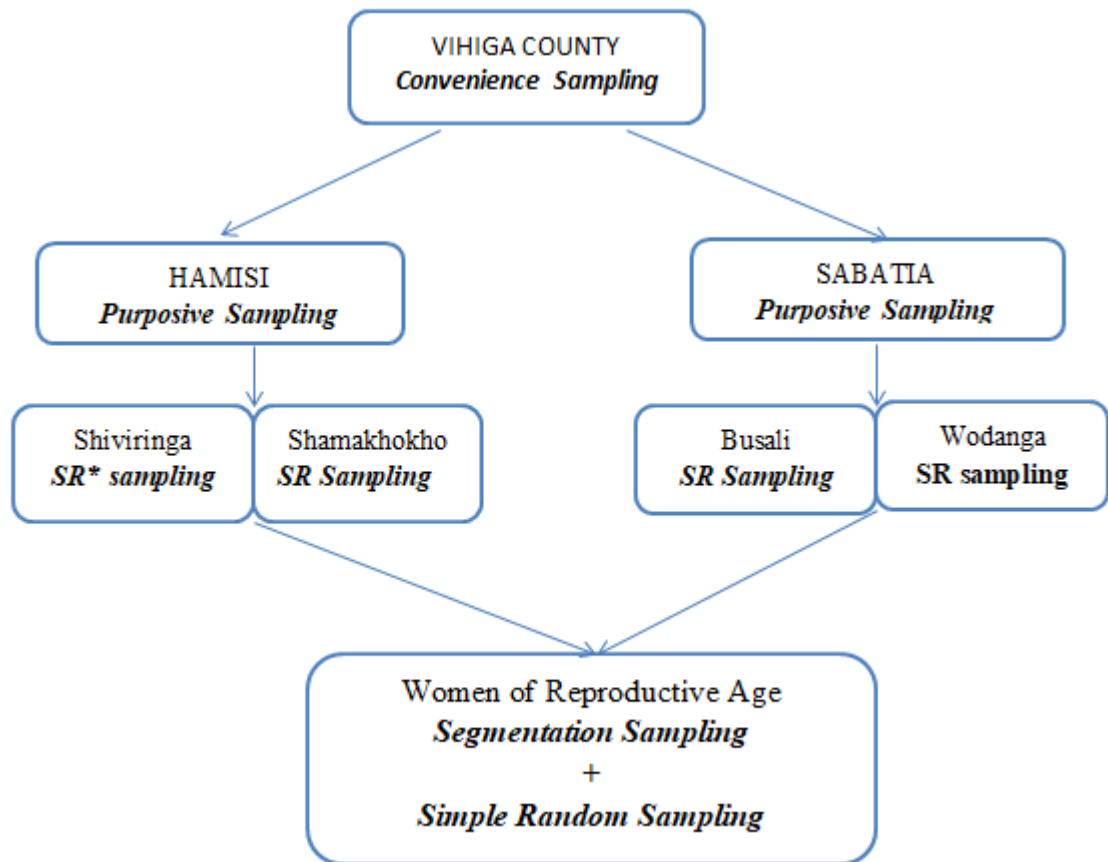 VIHIGA COUNTY
Convenience Sampling
HAMISI
Purposive Sampling
SABATIA
Purposive Sampling
Shiviringa
SR* sampling
Shamakhokho
SR Sampling
Busali
SR Sampling
Wodanga
SR sampling
Women of Reproductive Age
Segmentation Sampling
+
Simple Random Sampling